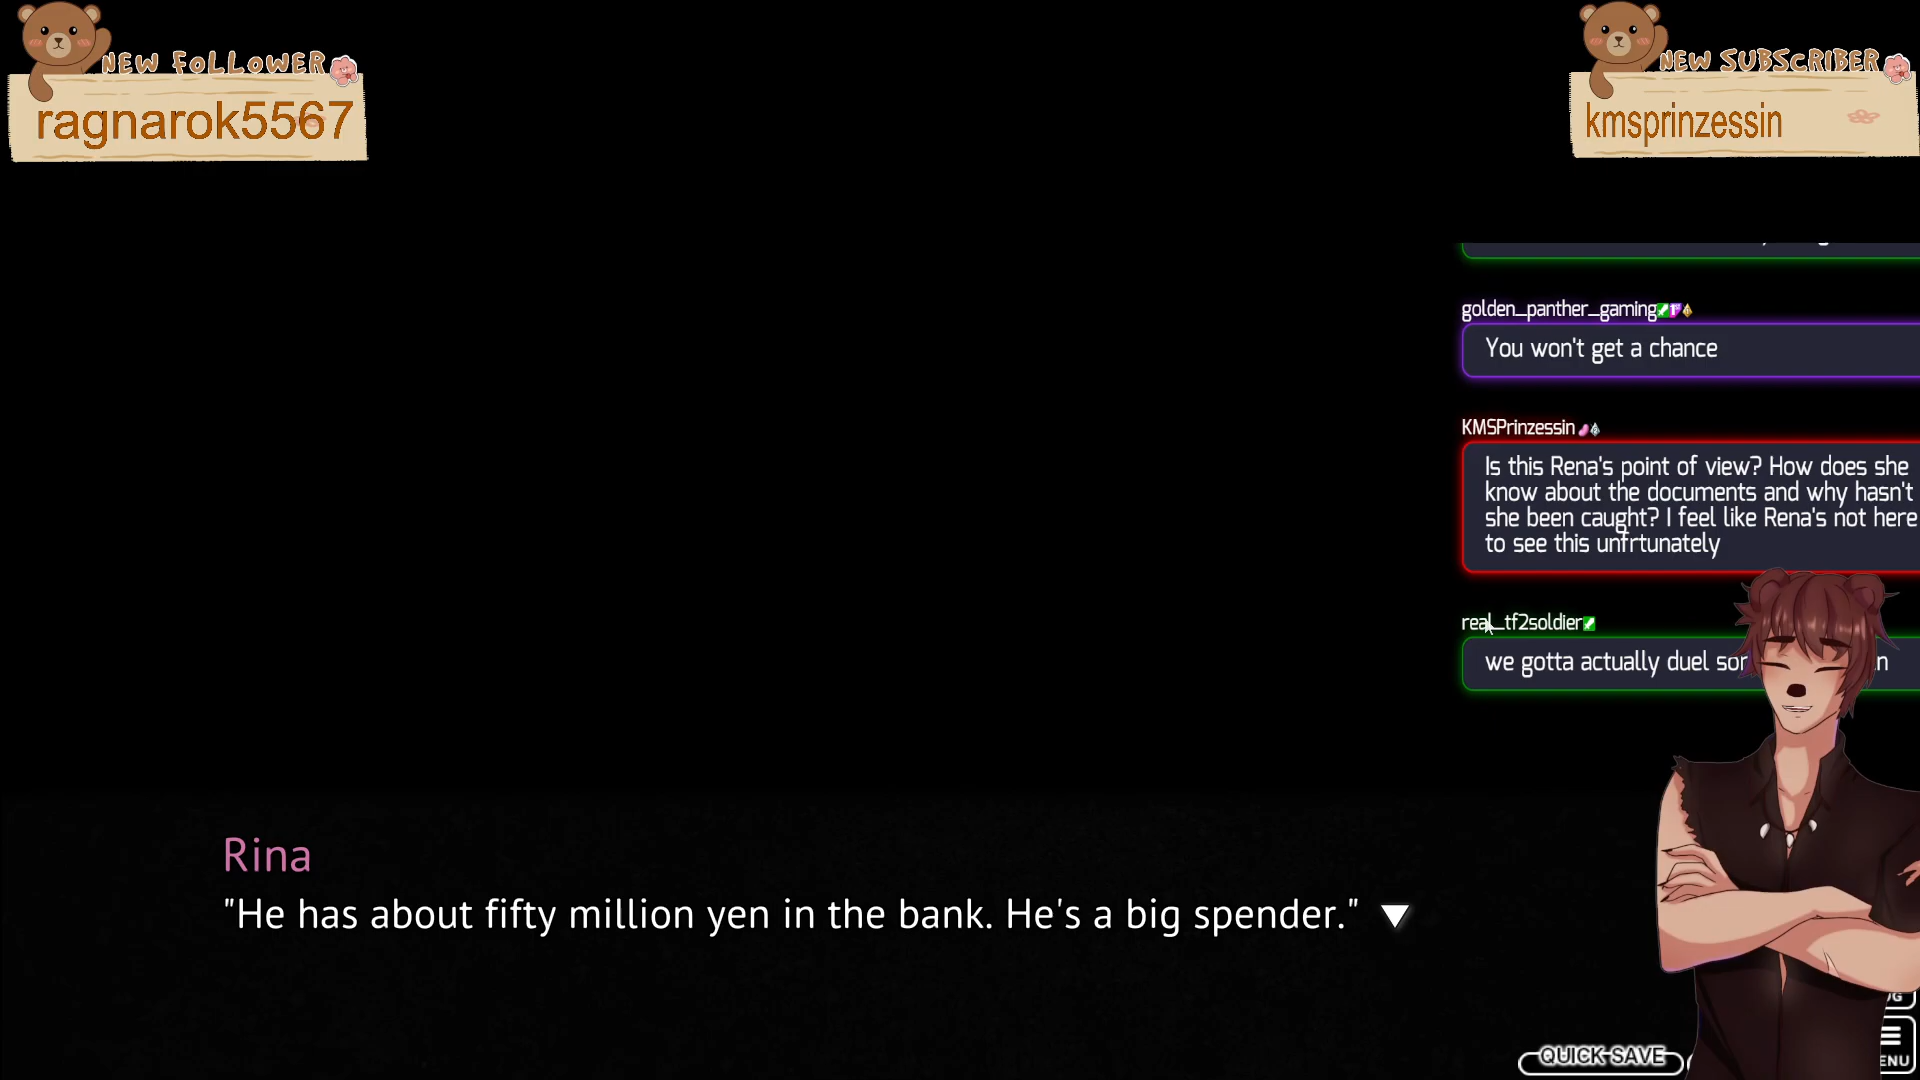 NEW FOLLOWER
ragnarok5567
NEW SUBSCRIBER
kmsprinzessin
golden_panther_gaming
You won't get a chance
KMSPrinzessin
Is this Rena's point of view? How does she
know about the documents and why hasn't
she been caught? I feel like Rena's not here
to see this unfrtunately
real_tf2soldier
we gotta actually duel
Rina
"He has about fifty million yen in the bank. He's a big spender."
QUICK SAVE